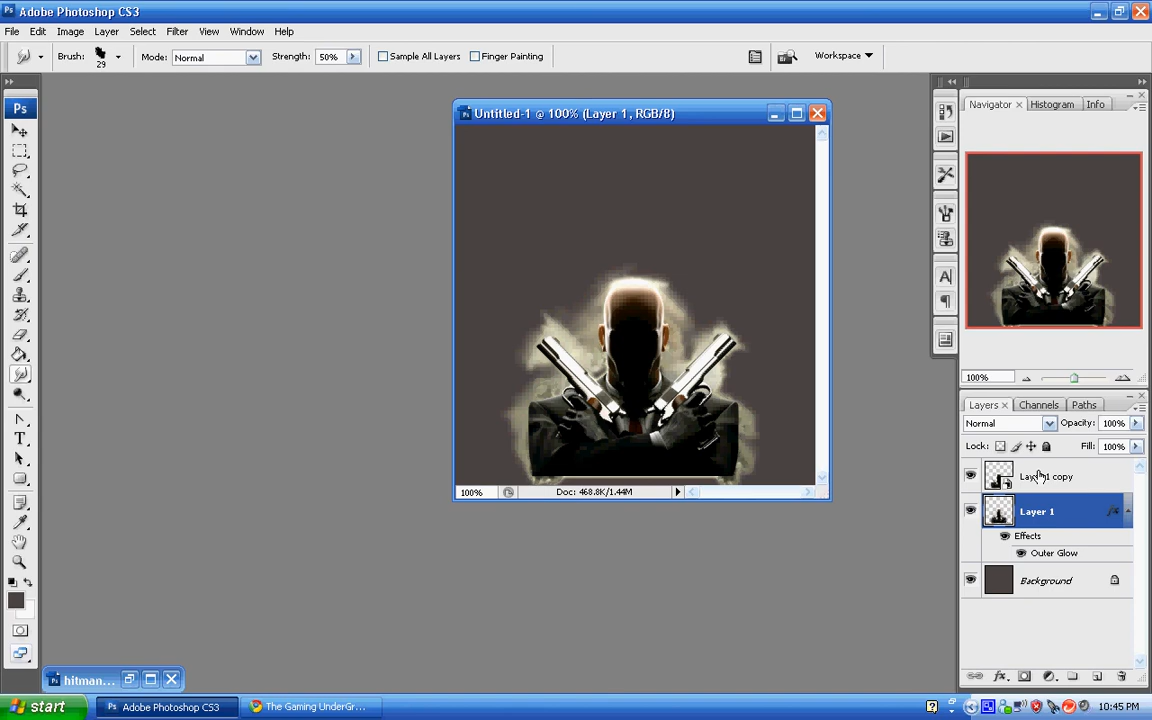 Adobe Photoshop CS3
File Edit Image Layer Select Filter View Window Help
Brush: 29 Mode: Normal Strength: 50% Sample All Layers Finger Painting Workspace
Ps
Untitled-1 @ 100% (Layer 1, RGB/8)
100% Doc: 468.8K/1.44M
Navigator Histogram Info
100%
Layers Channels Paths
Normal Opacity: 100%
Lock: Fill: 100%
Layer 1 copy
Layer 1
Effects
Outer Glow
Background
hitman...
start Adobe Photoshop CS3 The Gaming UnderGr... 10:45 PM